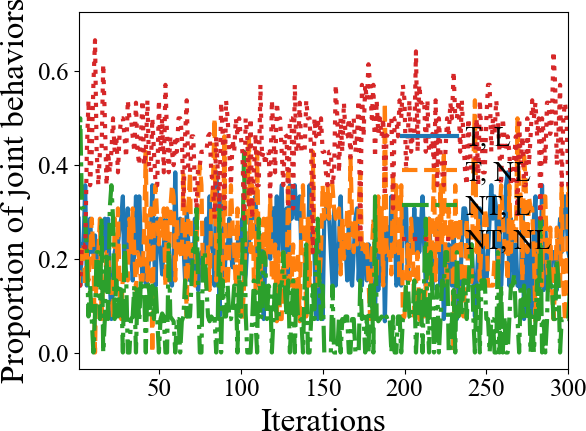 Proportion of joint behaviors
0.6
0.4
0.2
0.0
T, L
T, NL
NT, L
NT, NL
50
100
150
200
250
300
Iterations